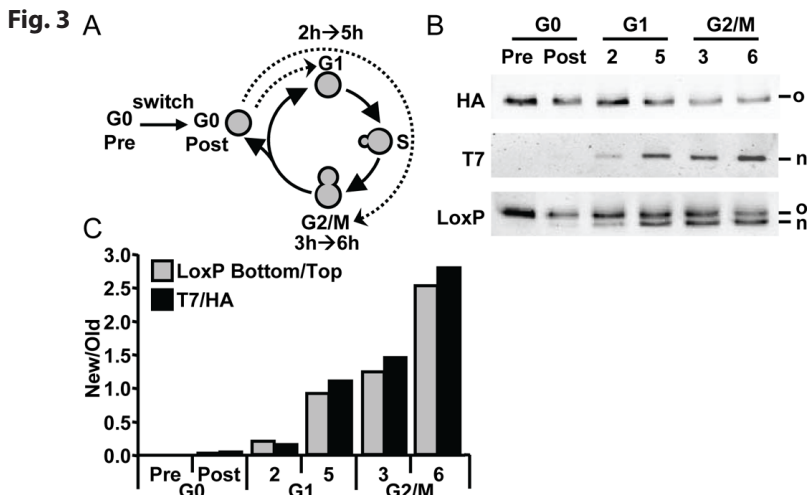 Fig. 3
A
2h→5h
G1
switch
G0 → G0
Pre Post
S
G2/M
3h→6h
B
G0 G1 G2/M
Pre Post 2 5 3 6
HA o
T7 n
LoxP o
n
C
3.0
2.5
2.0
1.5
1.0
0.5
0.0
New/Old
LoxP Bottom/Top
T7/HA
Pre Post 2 5 3 6
G0 G1 G2/M